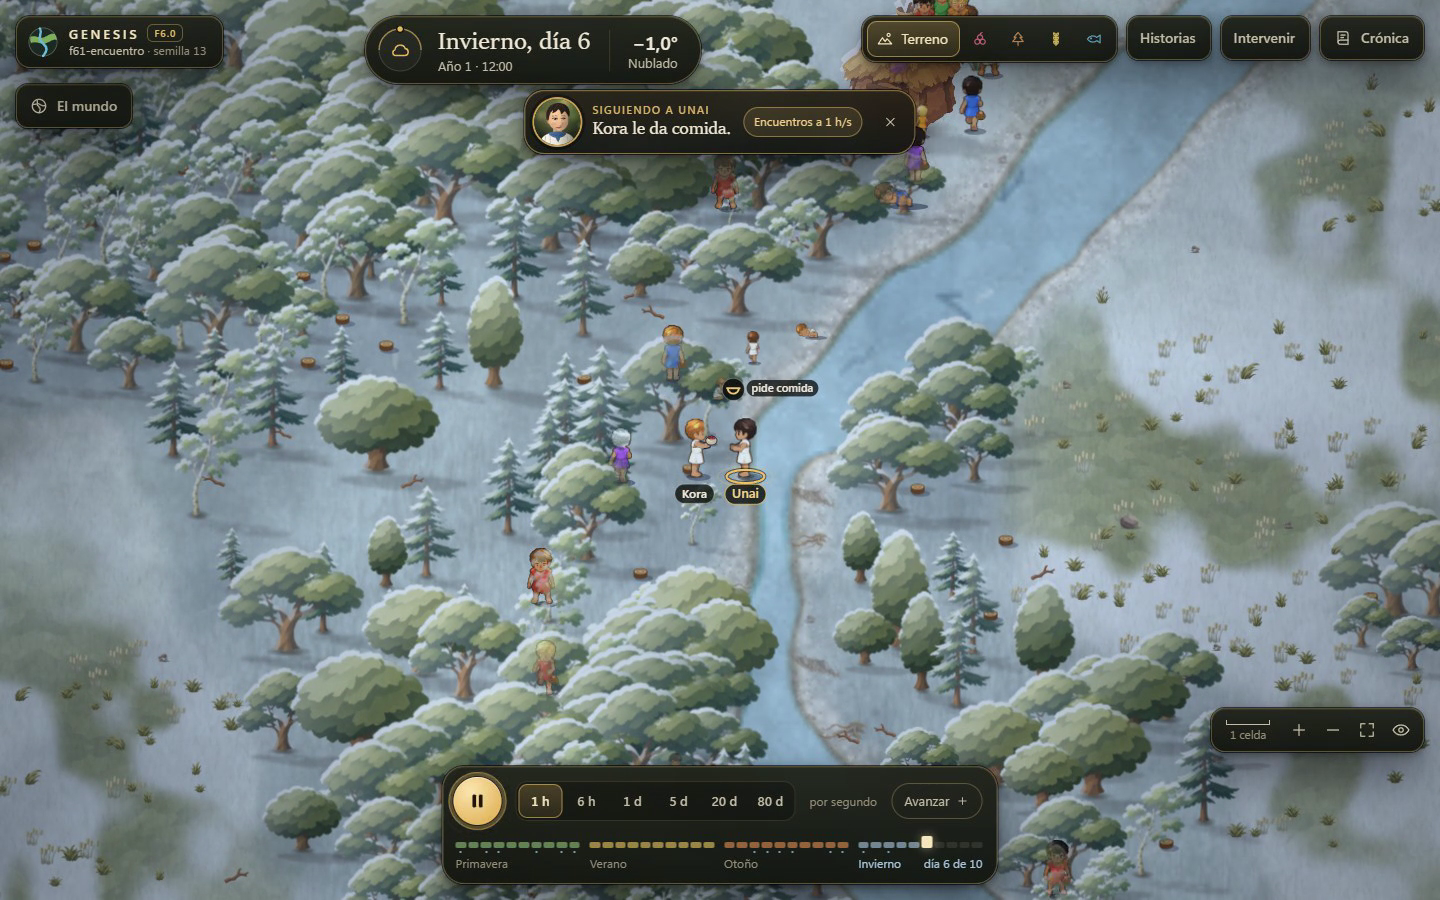 GENESIS F6.0
f61-encuentro · semilla 13
El mundo
Invierno, día 6
Año 1 · 12:00
−1,0°
Nublado
Terreno
Historias
Intervenir
Crónica
SIGUIENDO A UNAI
Kora le da comida.
Encuentros a 1 h/s
pide comida
Kora
Unai
1 celda
1 h 6 h 1 d 5 d 20 d 80 d por segundo Avanzar +
Primavera Verano Otoño Invierno día 6 de 10